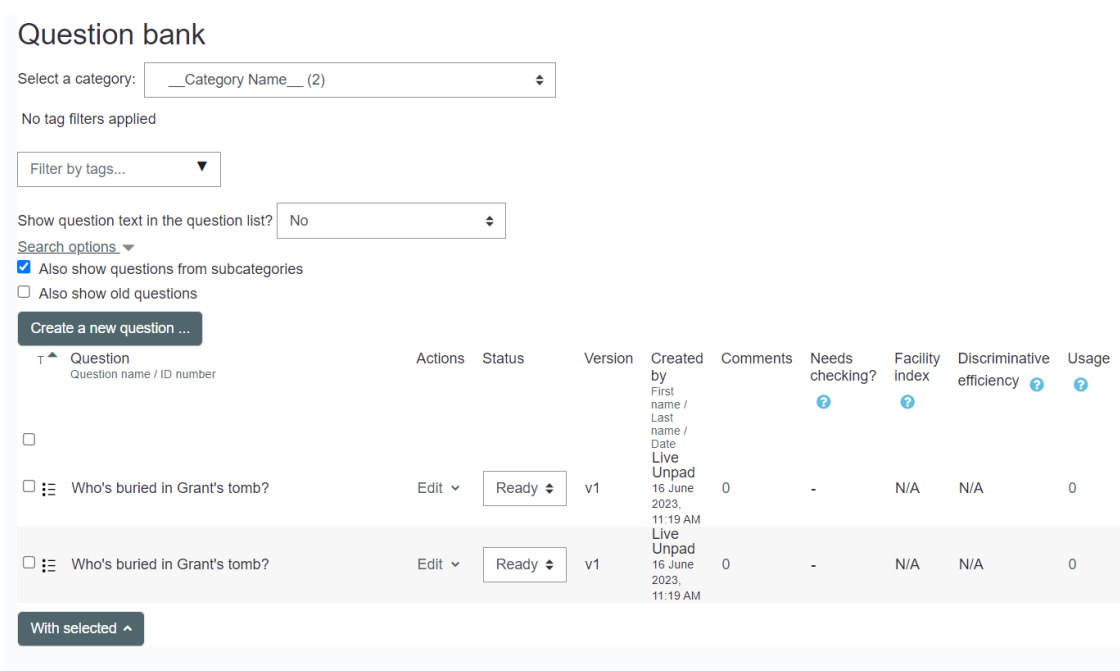 Question bank
Select a category: __Category Name__ (2)
No tag filters applied
Filter by tags...
Show question text in the question list? No
Search options
Also show questions from subcategories
Also show old questions
Create a new question ...
T Question Actions Status Version Created by Comments Needs checking? Facility index Discriminative efficiency Usage
Question name / ID number
First name / Last name / Date
Who's buried in Grant's tomb? Edit Ready v1 Live Unpad 16 June 2023, 11:19 AM 0 - N/A N/A 0
Who's buried in Grant's tomb? Edit Ready v1 Live Unpad 16 June 2023, 11:19 AM 0 - N/A N/A 0
With selected